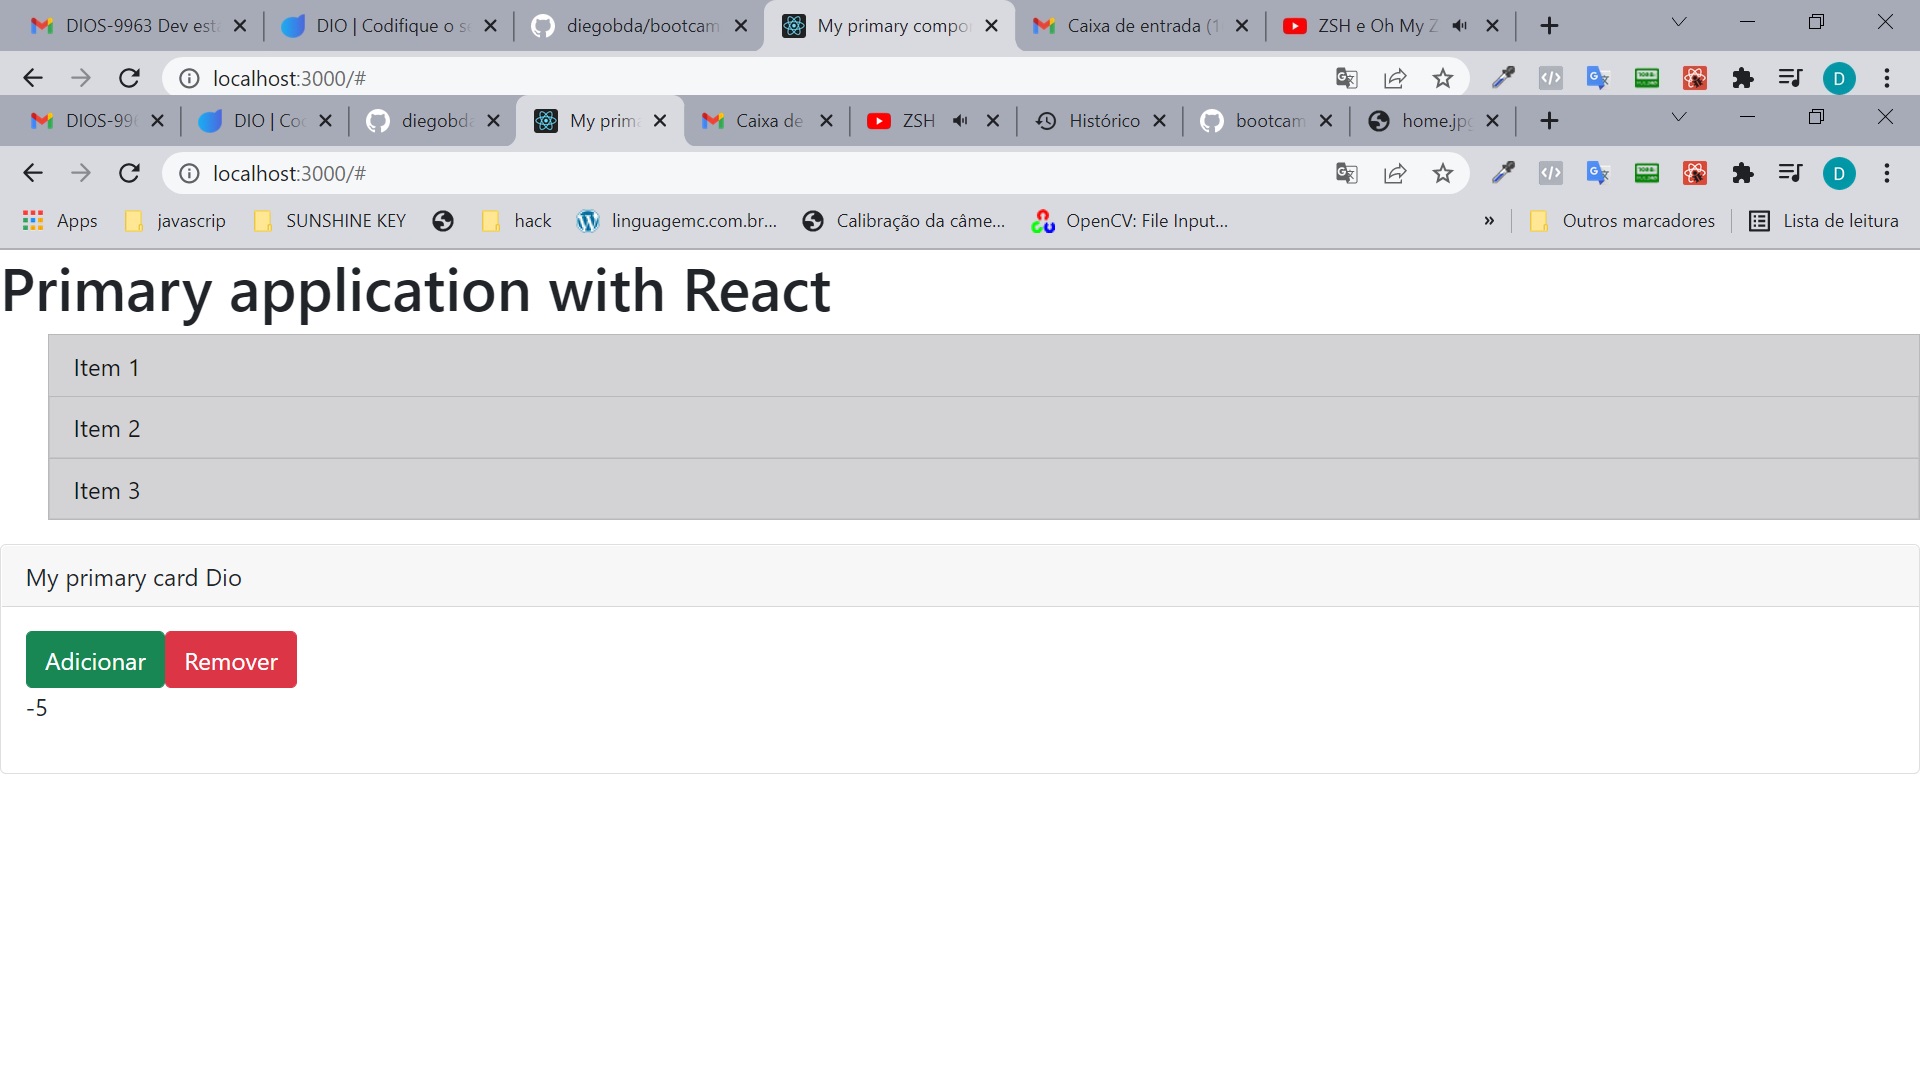 DIOS-9963 Dev est
DIO | Codifique o s
diegobda/bootcam
My primary compo
Caixa de entrada (1
ZSH e Oh My Z
localhost:3000/#
D
DIOS-996
DIO | Co
diegobda
My prim
Caixa de
ZSH
Histórico
bootcam
home.jpg
localhost:3000/#
D
Apps
javascrip
SUNSHINE KEY
hack
linguagemc.com.br...
Calibração da câme...
OpenCV: File Input...
»
Outros marcadores
Lista de leitura
Primary application with React
Item 1
Item 2
Item 3
My primary card Dio
Adicionar
Remover
-5